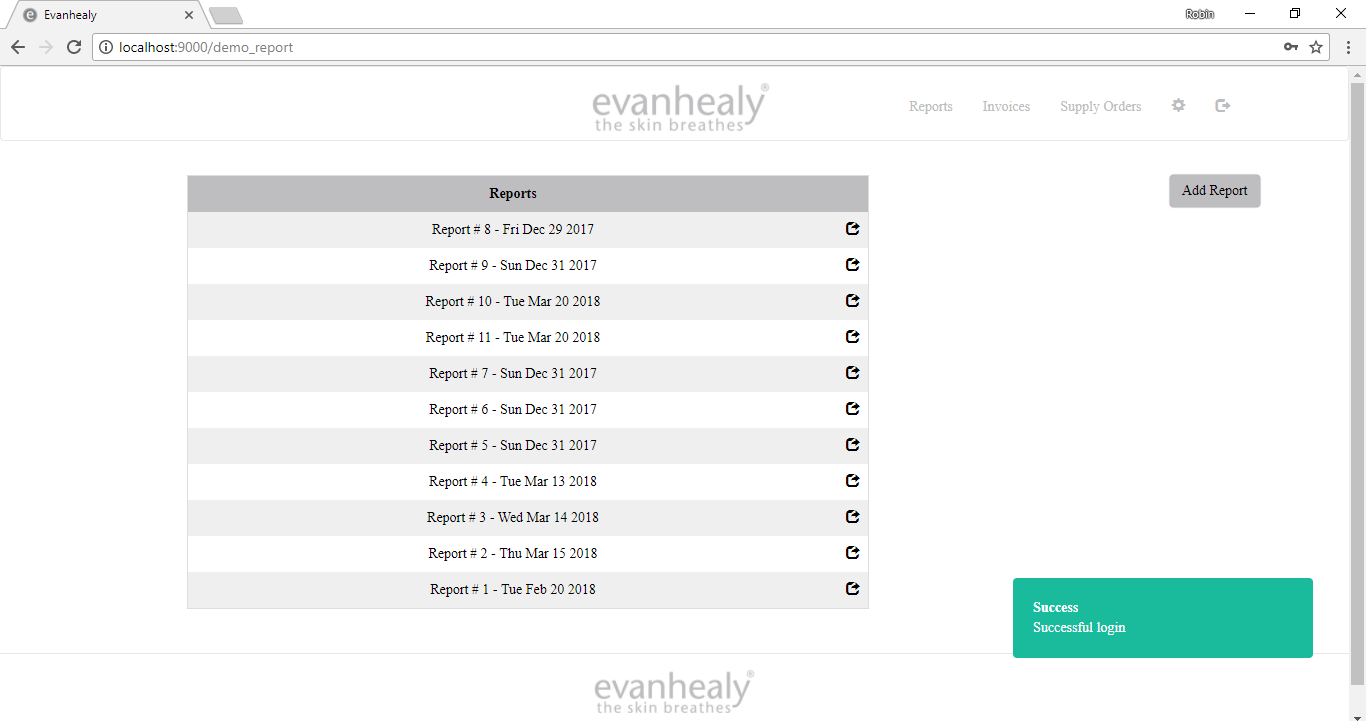 Evanhealy
Robin
localhost:9000/demo_report
evanhealy®
the skin breathes™
Reports
Invoices
Supply Orders
Reports
Add Report
Report # 8 - Fri Dec 29 2017
Report # 9 - Sun Dec 31 2017
Report # 10 - Tue Mar 20 2018
Report # 11 - Tue Mar 20 2018
Report # 7 - Sun Dec 31 2017
Report # 6 - Sun Dec 31 2017
Report # 5 - Sun Dec 31 2017
Report # 4 - Tue Mar 13 2018
Report # 3 - Wed Mar 14 2018
Report # 2 - Thu Mar 15 2018
Report # 1 - Tue Feb 20 2018
Success
Successful login
evanhealy®
the skin breathes™